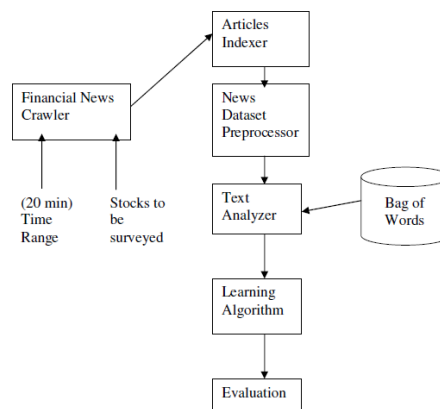 Articles
Indexer
Financial News
Crawler
News
Dataset
Preprocessor
(20 min)
Time
Range
Stocks to
be
surveyed
Text
Analyzer
Bag of
Words
Learning
Algorithm
Evaluation